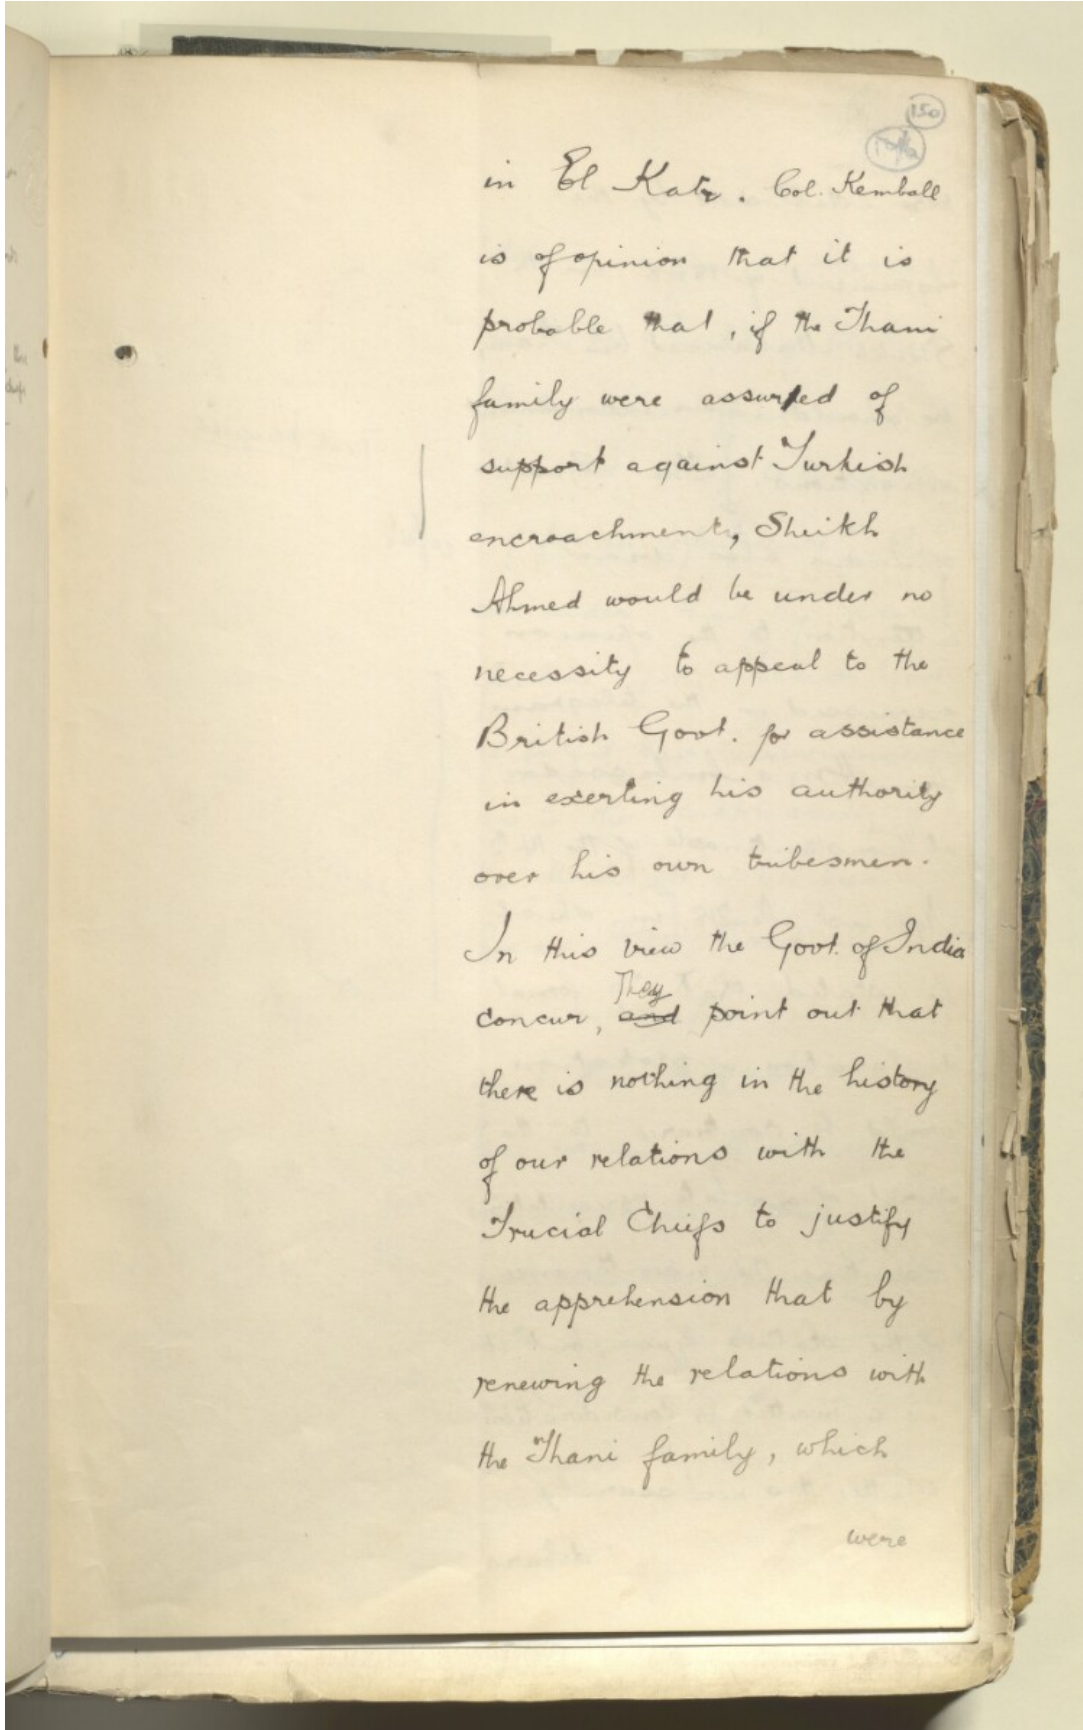 150
in El Katr. Col. Kemball
is of opinion that it is
probable that, if the Thani
family were assured of
support against Turkish
encroachments, Sheikh
Ahmed would be under no
necessity to appeal to the
British Govt. for assistance
in exerting his authority
over his own tribesmen.
In this view the Govt. of India
They
concur, and point out that
there is nothing in the history
of our relations with the
Trucial Chiefs to justify
the apprehension that by
renewing the relations with
the Thani family, which
were